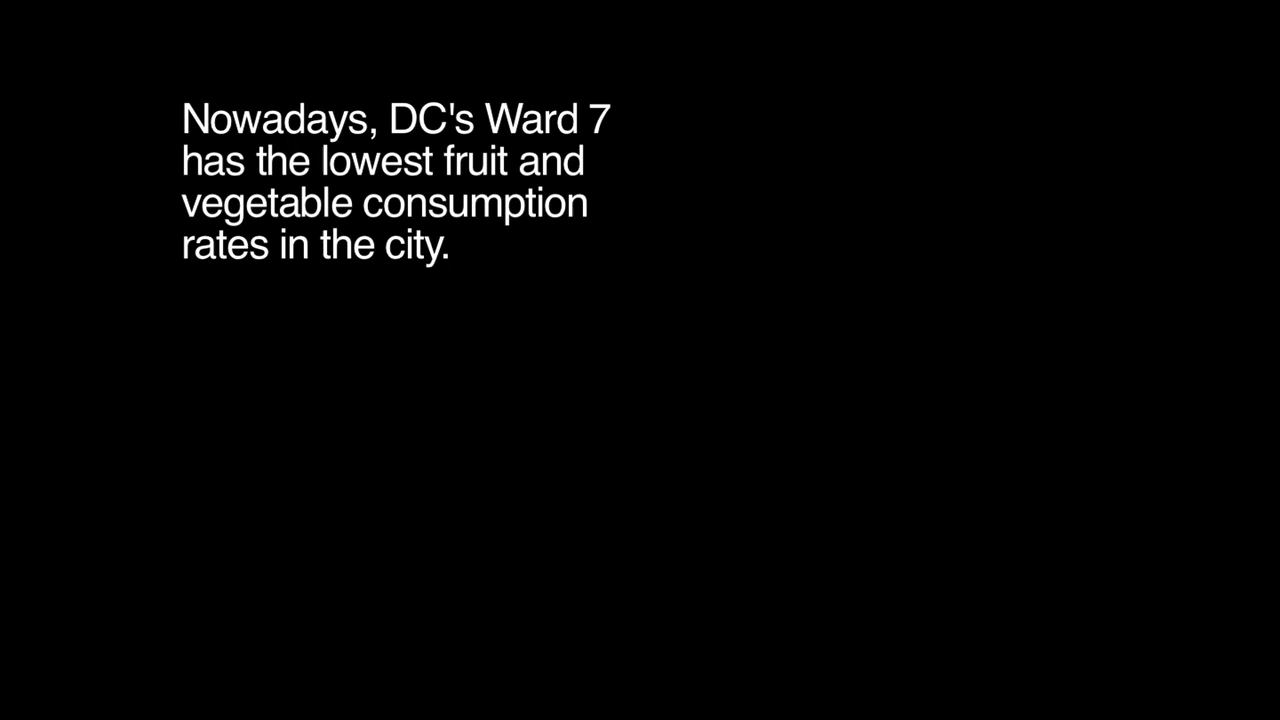 Nowadays, DC's Ward 7
has the lowest fruit and
vegetable consumption
rates in the city.